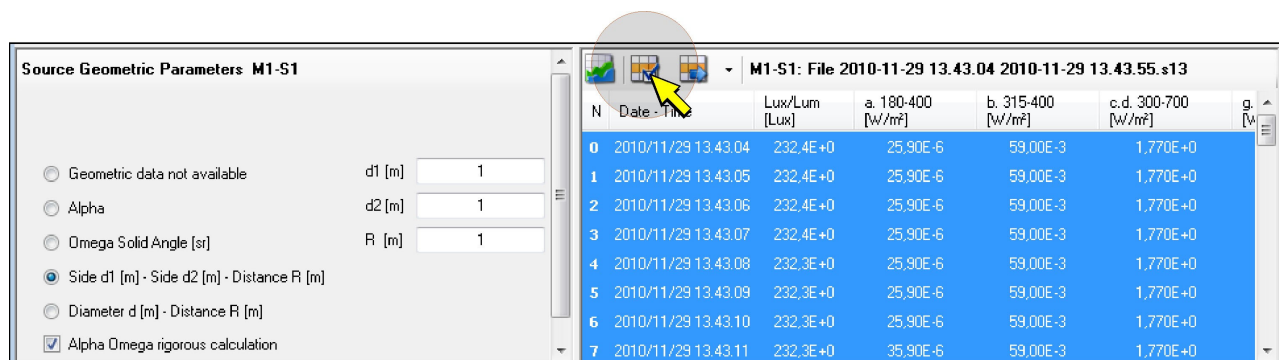 Source Geometric Parameters M1-S1
Geometric data not available
Alpha
Omega Solid Angle [sr]
Side d1 [m] - Side d2 [m] - Distance R [m]
Diameter d [m] - Distance R [m]
Alpha Omega rigorous calculation
d1 [m] 1
d2 [m] 1
R [m] 1
M1-S1: File 2010-11-29 13.43.04 2010-11-29 13.43.55.s13
N Date - Time Lux/Lum a. 180-400 b. 315-400 c.d. 300-700 g.
[Lux] [W/m²] [W/m²] [W/m²]
0 2010/11/29 13.43.04 232,4E+0 25,90E-6 59,00E-3 1,770E+0
1 2010/11/29 13.43.05 232,4E+0 25,90E-6 59,00E-3 1,770E+0
2 2010/11/29 13.43.06 232,4E+0 25,90E-6 59,00E-3 1,770E+0
3 2010/11/29 13.43.07 232,4E+0 25,90E-6 59,00E-3 1,770E+0
4 2010/11/29 13.43.08 232,3E+0 25,90E-6 59,00E-3 1,770E+0
5 2010/11/29 13.43.09 232,3E+0 25,90E-6 59,00E-3 1,770E+0
6 2010/11/29 13.43.10 232,3E+0 25,90E-6 59,00E-3 1,770E+0
7 2010/11/29 13.43.11 232,3E+0 35,90E-6 59,00E-3 1,770E+0